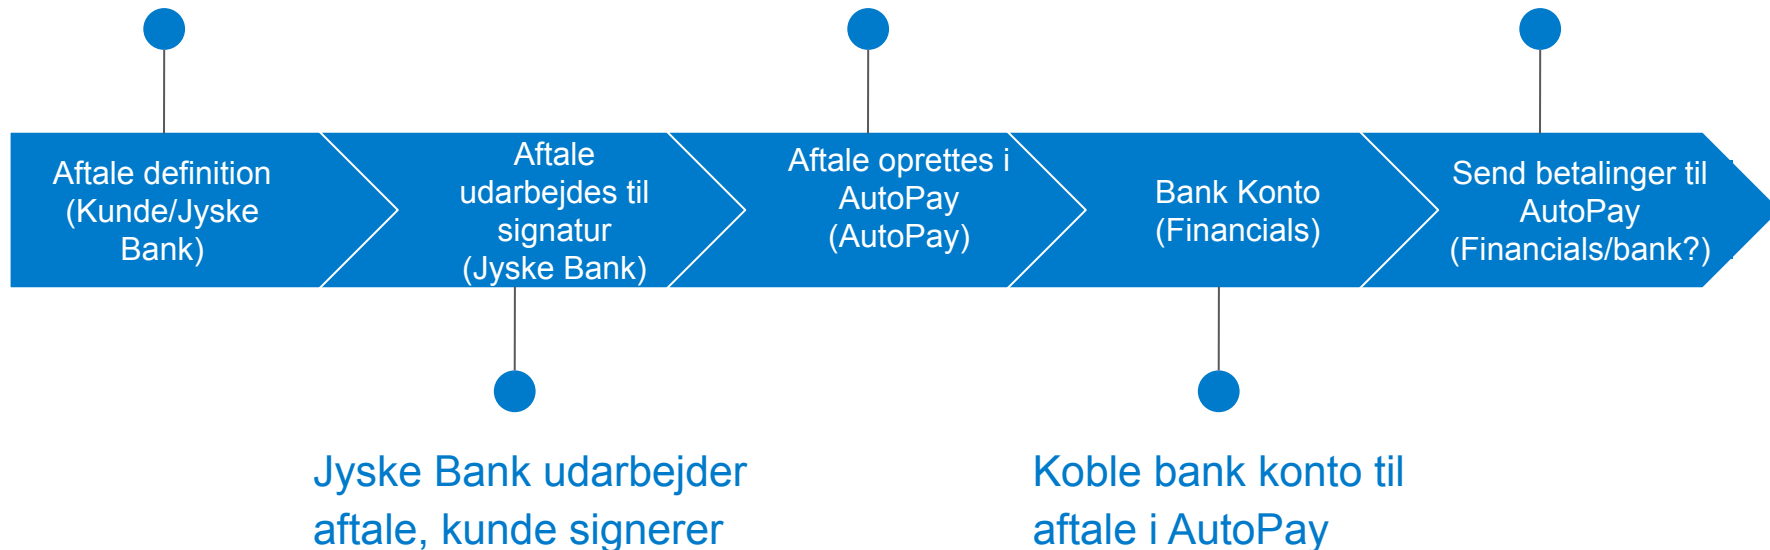 Aftale definition
(Kunde/Jyske
Bank)
Aftale
udarbejdes til
signatur
(Jyske Bank)
Aftale oprettes i
AutoPay
(AutoPay)
Bank Konto
(Financials)
Send betalinger til
AutoPay
(Financials/bank?)
Jyske Bank udarbejder
aftale, kunde signerer
Koble bank konto til
aftale i AutoPay